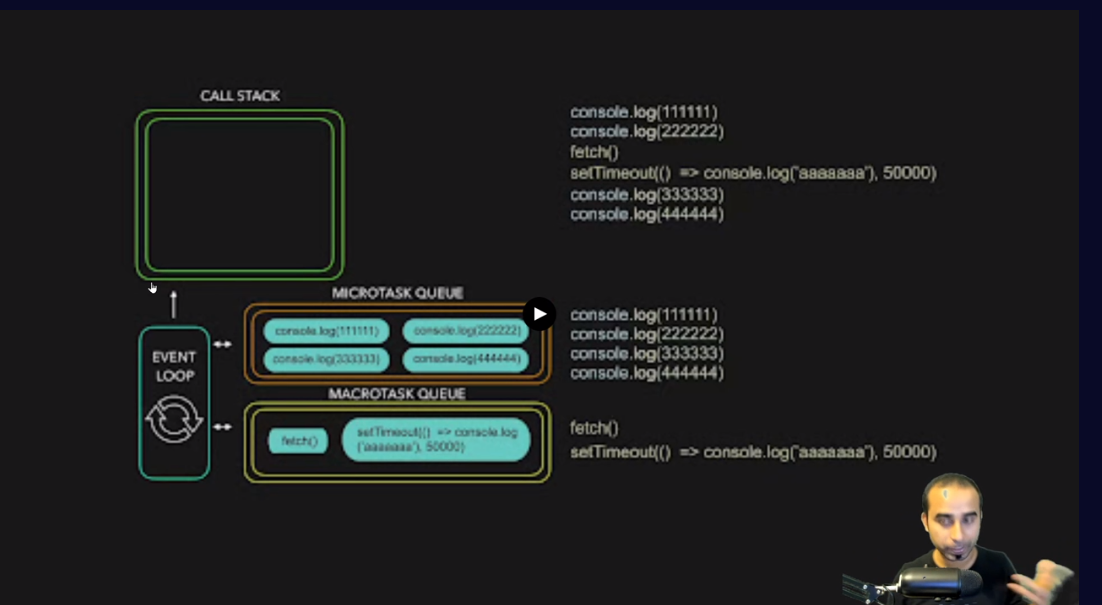 CALL STACK
console.log(111111)
console.log(222222)
fetch()
setTimeout(() => console.log('aaaaaaa'), 50000)
console.log(333333)
console.log(444444)
MICROTASK QUEUE
console.log(111111) console.log(222222)
console.log(333333) console.log(444444)
console.log(111111)
console.log(222222)
console.log(333333)
console.log(444444)
EVENT
LOOP
MACROTASK QUEUE
fetch()
setTimeout(() => console.log
('aaaaaaa'), 50000)
fetch()
setTimeout(() => console.log('aaaaaaa'), 50000)